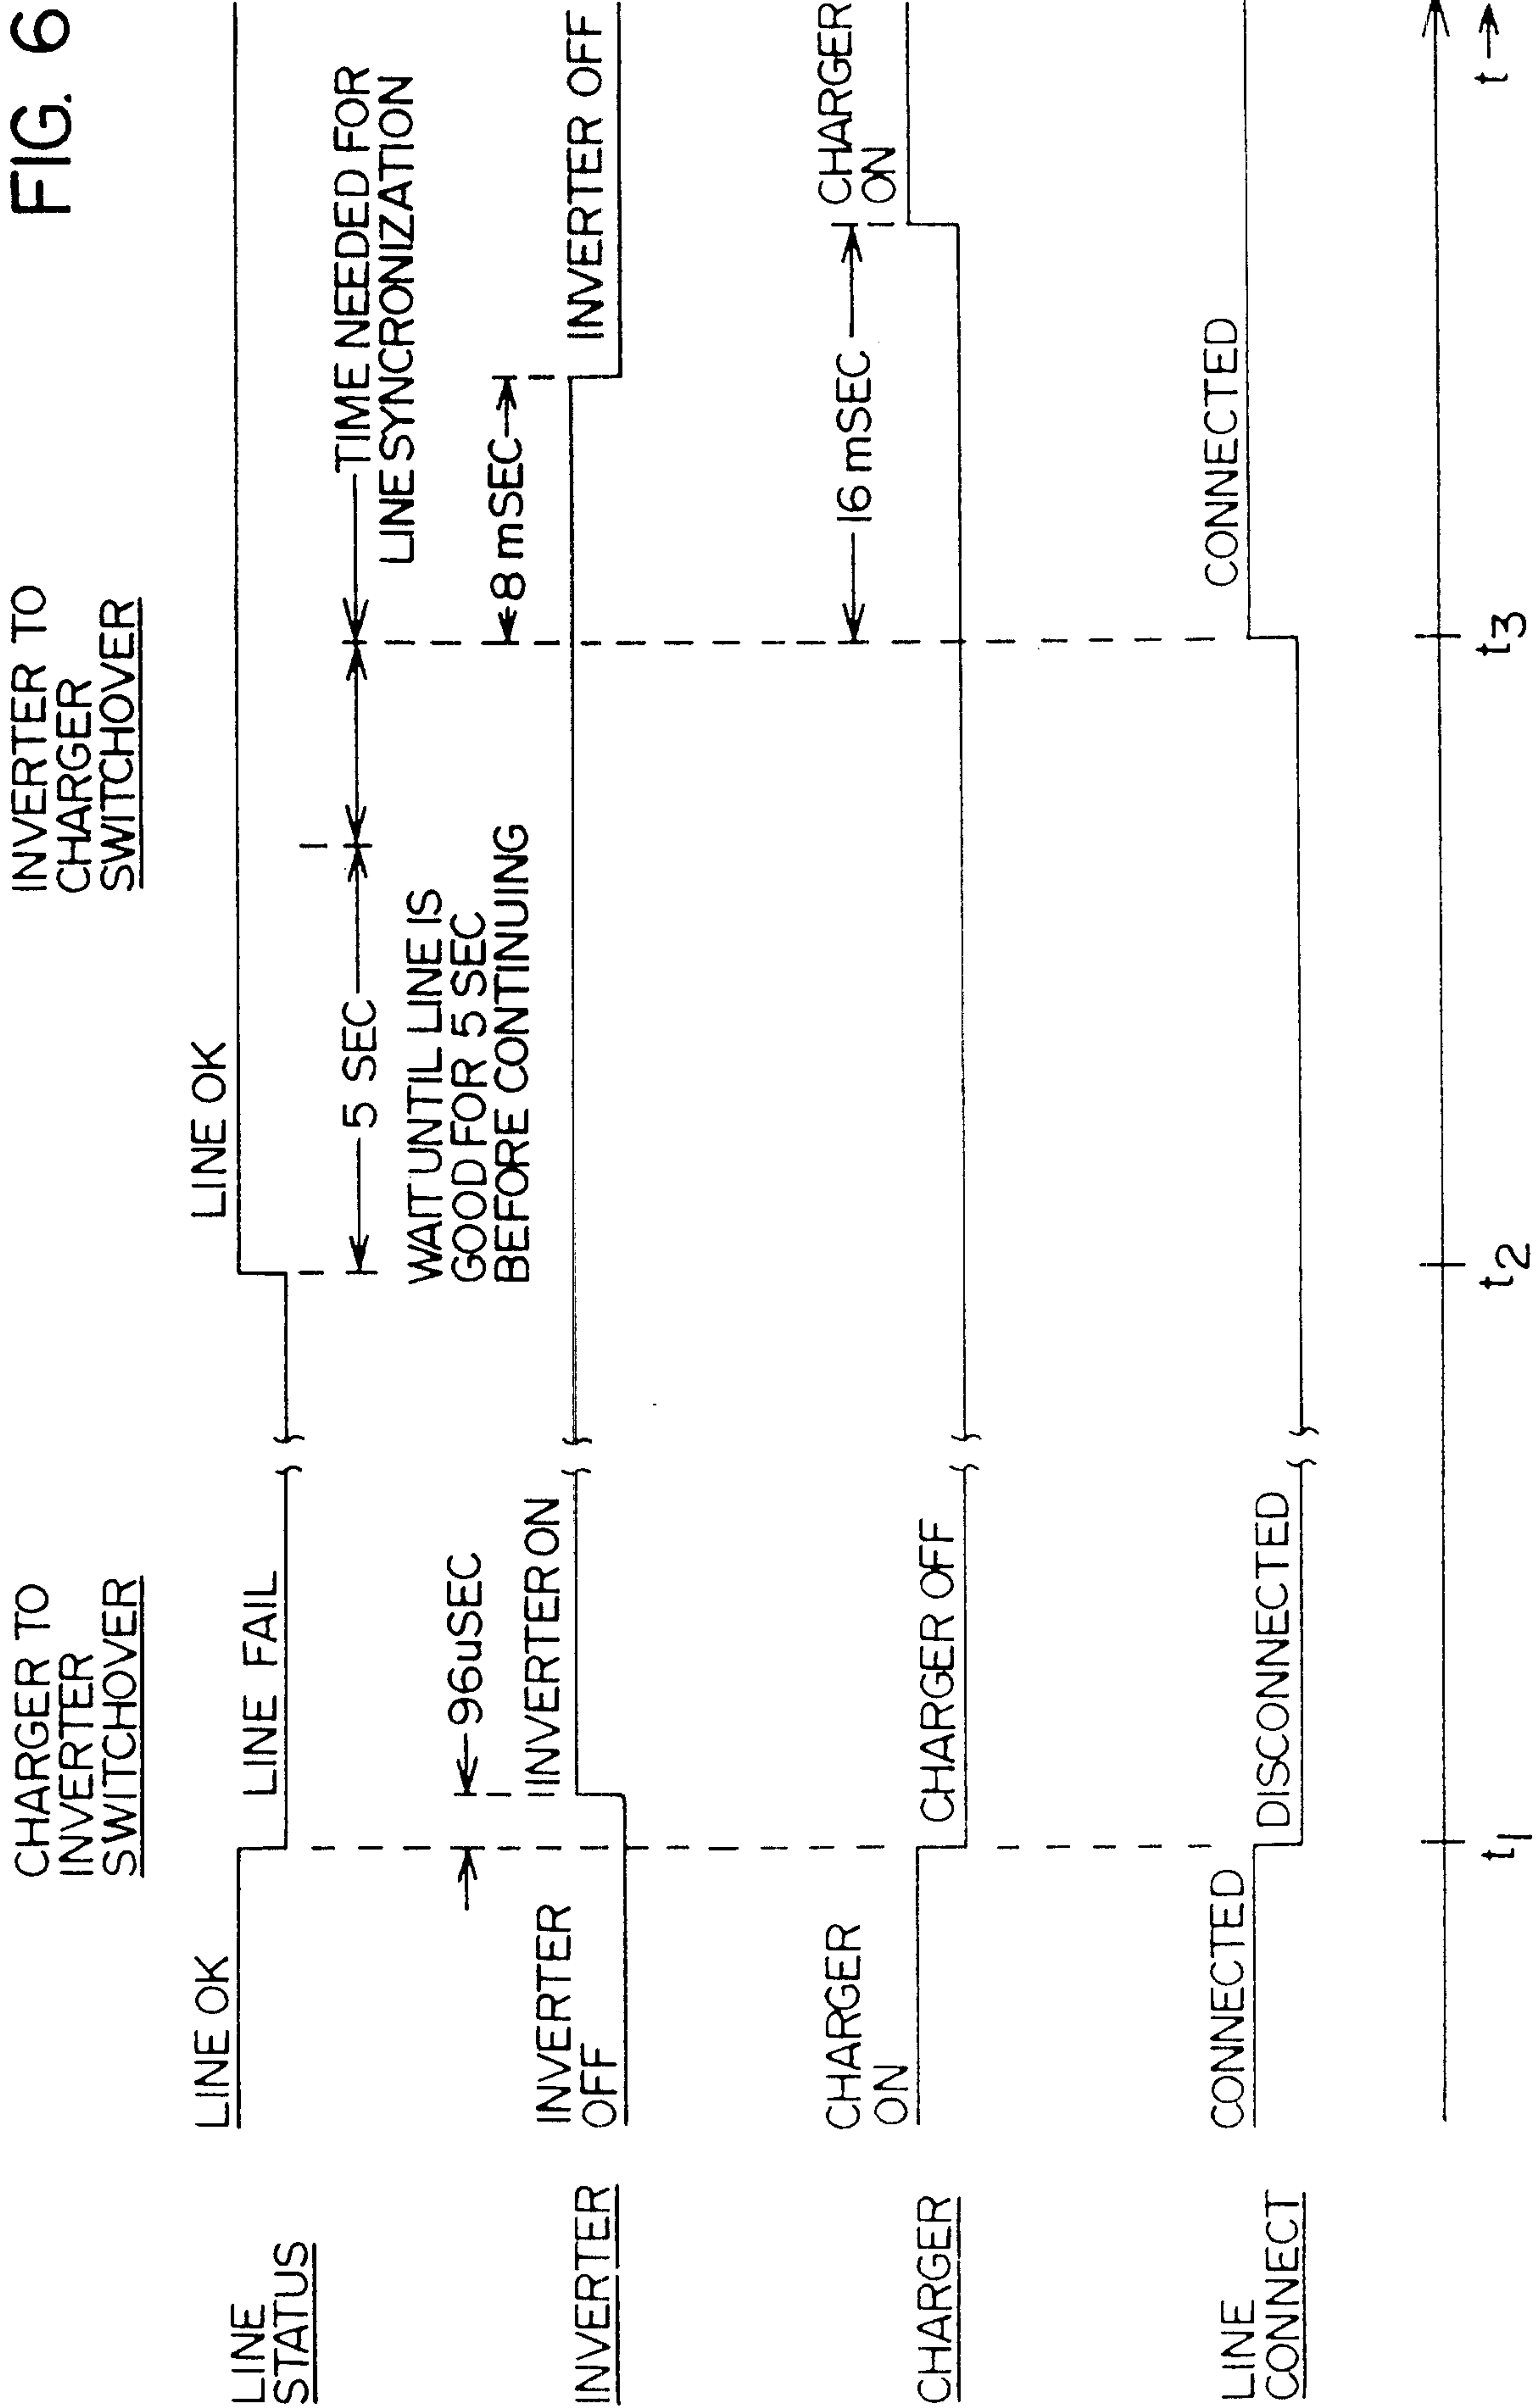 FIG. 6
CHARGER TO
INVERTER
SWITCHOVER
INVERTER TO
CHARGER
SWITCHOVER
LINE
STATUS
LINE OK
LINE FAIL
LINE OK
5 SEC
TIME NEEDED FOR
LINE SYNCRONIZATION
WAIT UNTIL LINE IS
GOOD FOR 5 SEC
BEFORE CONTINUING
INVERTER
INVERTER
OFF
96uSEC
INVERTER ON
8 mSEC
INVERTER OFF
CHARGER
CHARGER
ON
CHARGER OFF
16 mSEC
CHARGER
ON
LINE
CONNECT
CONNECTED
DISCONNECTED
CONNECTED
t1
t2
t3
t